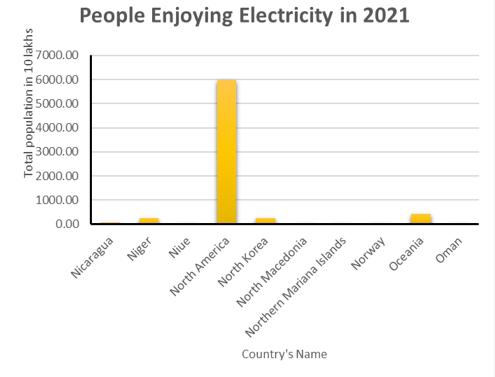 People Enjoying Electricity in 2021
Total population in 10 lakhs
7000.00
6000.00
5000.00
4000.00
3000.00
2000.00
1000.00
0.00
Nicaragua
Niger
Niue
North America
North Korea
North Macedonia
Northern Mariana Islands
Norway
Oceania
Oman
Country's Name